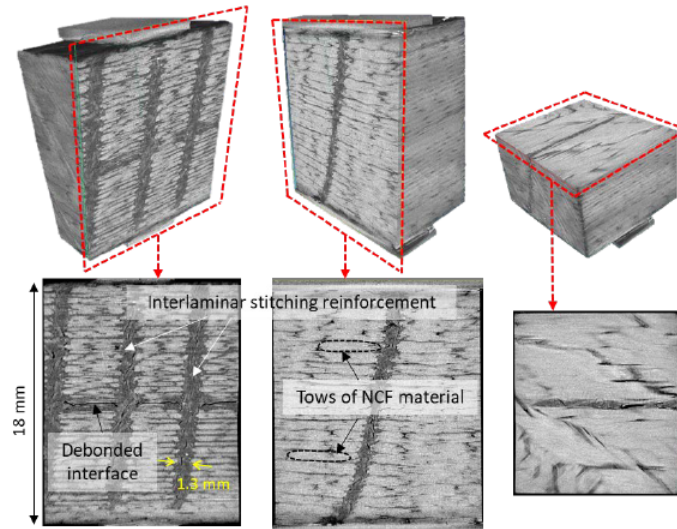 Interlaminar stitching reinforcement
Tows of NCF material
18 mm
Debonded
interface
1.3 mm